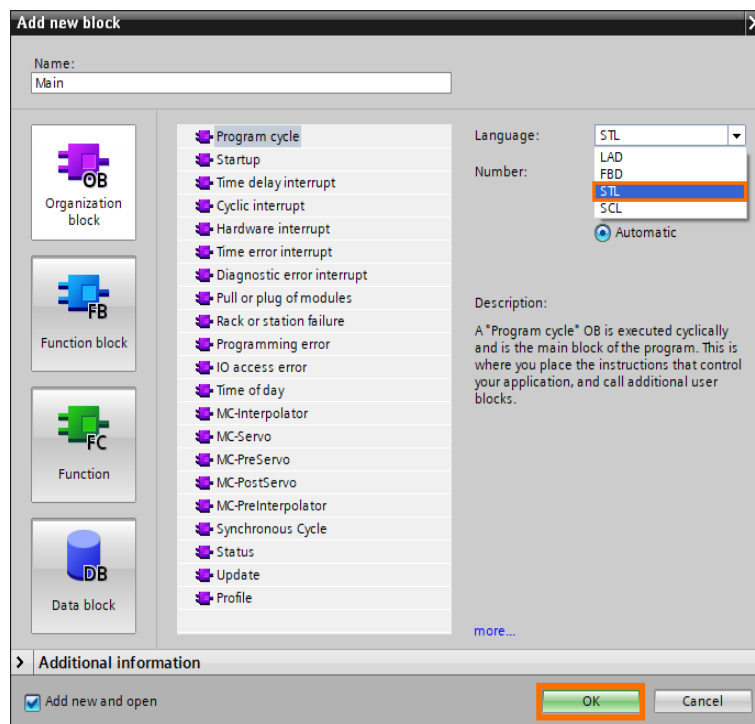 Add new block
Name:
Main
OB
Organization
block
FB
Function block
FC
Function
DB
Data block
Program cycle
Startup
Time delay interrupt
Cyclic interrupt
Hardware interrupt
Time error interrupt
Diagnostic error interrupt
Pull or plug of modules
Rack or station failure
Programming error
IO access error
Time of day
MC-Interpolator
MC-Servo
MC-PreServo
MC-PostServo
MC-PreInterpolator
Synchronous Cycle
Status
Update
Profile
Language:
STL
LAD
FBD
STL
SCL
Number:
Automatic
Description:
A "Program cycle" OB is executed cyclically
and is the main block of the program. This is
where you place the instructions that control
your application, and call additional user
blocks.
more...
Additional information
Add new and open
OK
Cancel